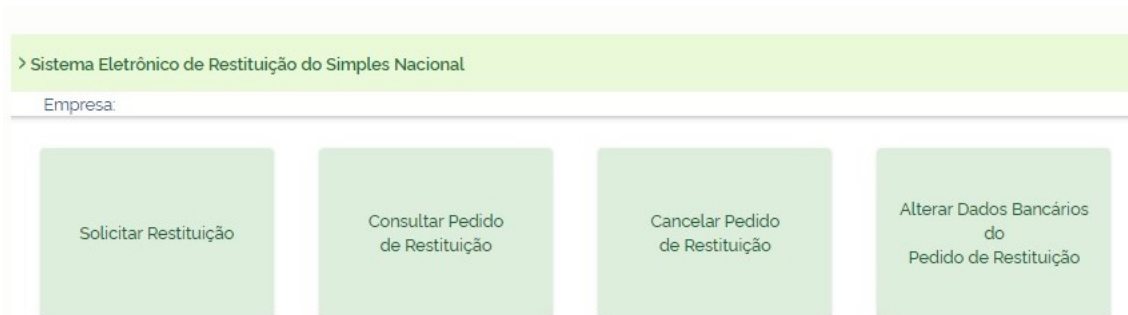 > Sistema Eletrônico de Restituição do Simples Nacional
Empresa:
Solicitar Restituição
Consultar Pedido
de Restituição
Cancelar Pedido
de Restituição
Alterar Dados Bancários
do
Pedido de Restituição